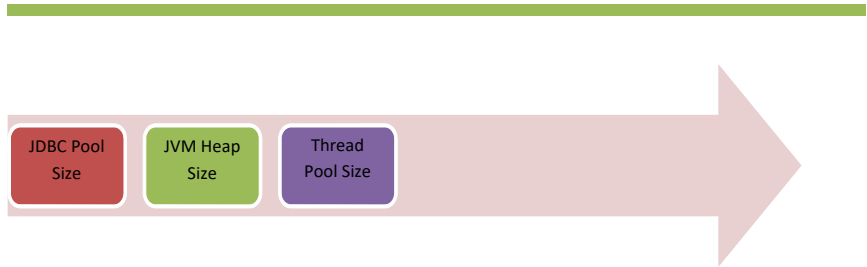 JDBC Pool
Size
JVM Heap
Size
Thread
Pool Size